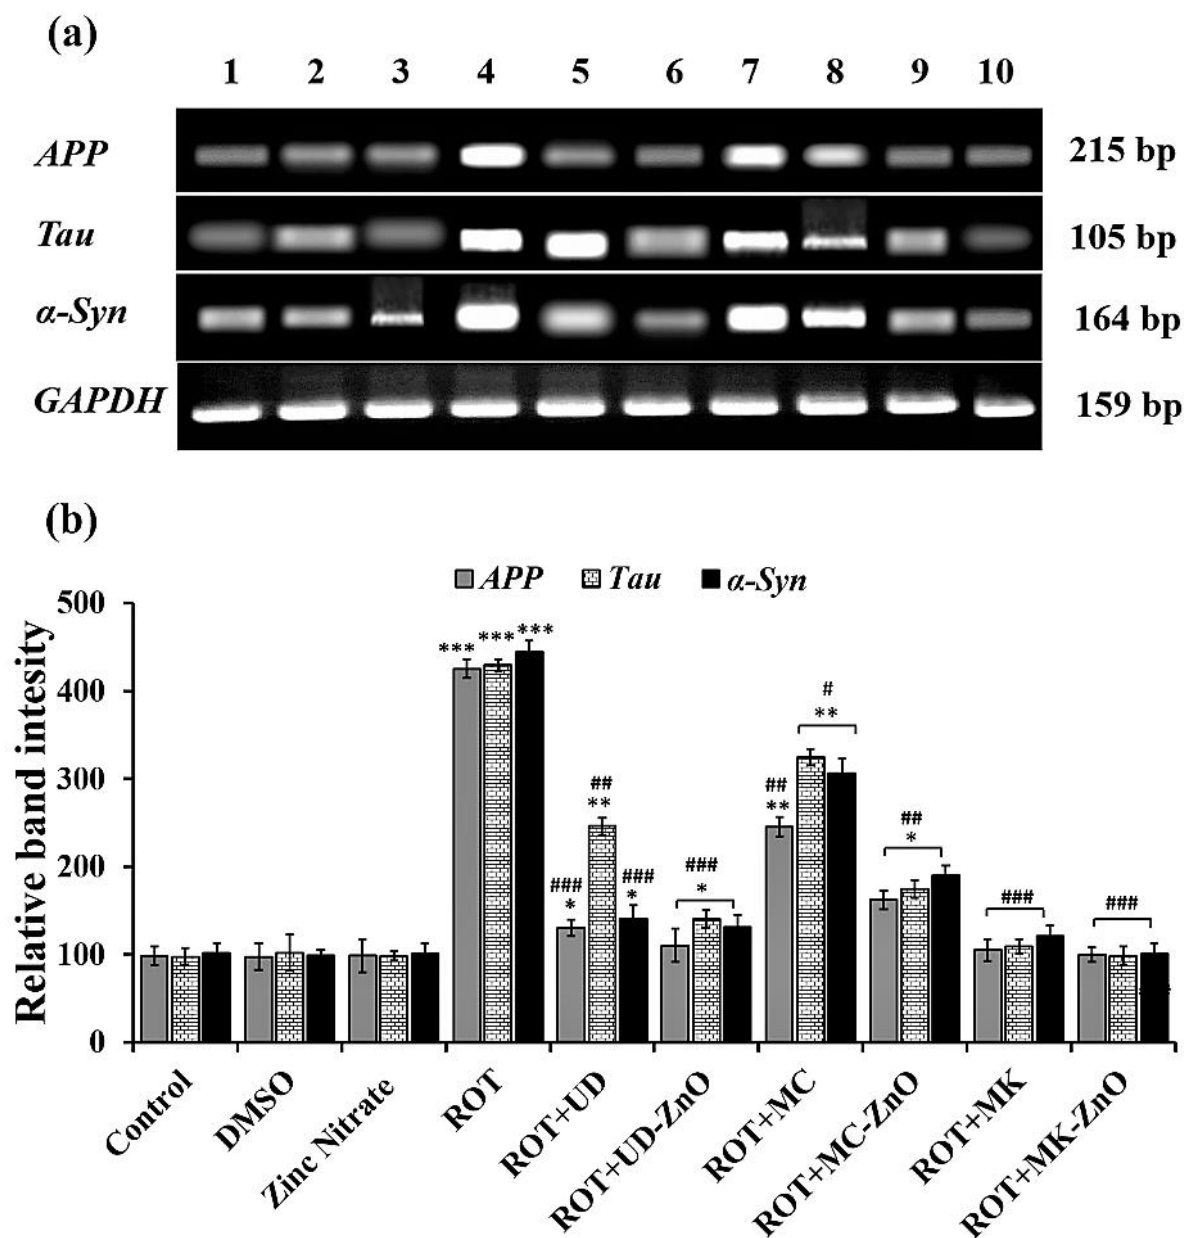 (a)
1 2 3 4 5 6 7 8 9 10
APP 215 bp
Tau 105 bp
α-Syn 164 bp
GAPDH 159 bp
(b)
APP Tau α-Syn
Relative band intesity
500
400
300
200
100
0
*** *** ***
###
*
##
**
###
*
###
*
##
**
#
**
##
*
###
###
Control
DMSO
Zinc Nitrate
ROT
ROT+UD
ROT+UD-ZnO
ROT+MC
ROT+MC-ZnO
ROT+MK
ROT+MK-ZnO